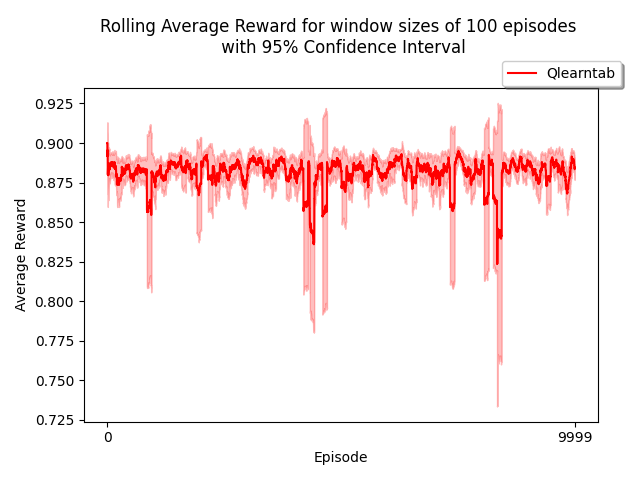 Rolling Average Reward for window sizes of 100 episodes
with 95% Confidence Interval
Qlearntab
0.925
0.900
0.875
0.850
0.825
0.800
0.775
0.750
0.725
Average Reward
0
9999
Episode